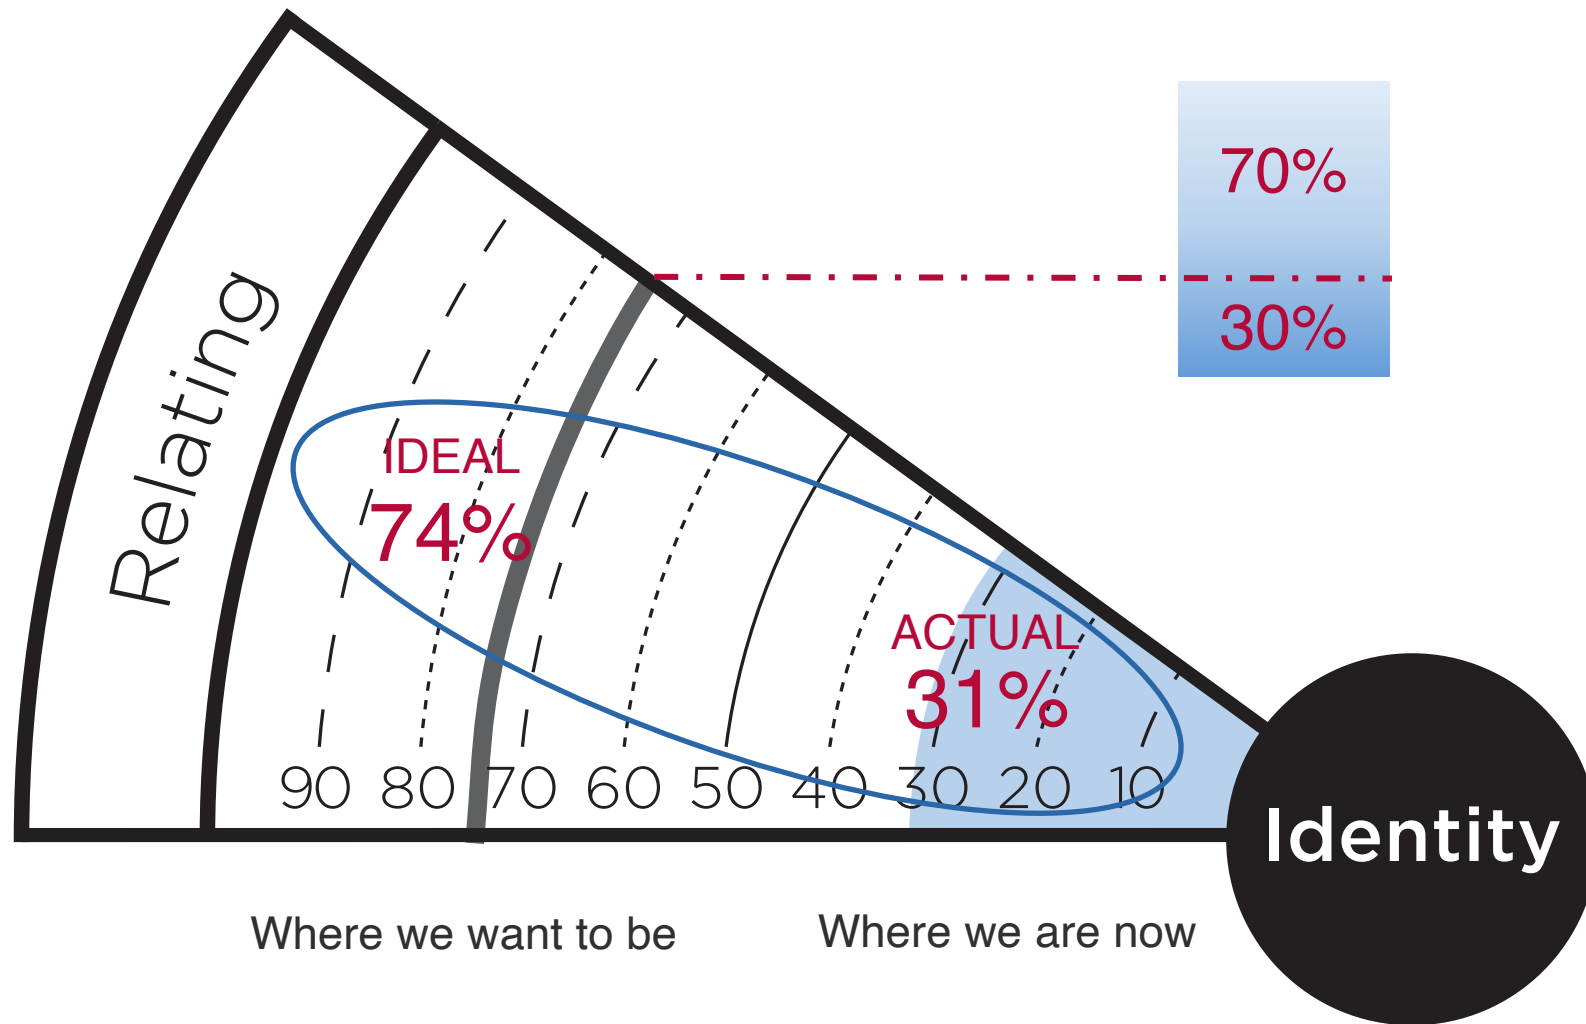 70%
30%
Relating
IDEAL
74%
ACTUAL
31%
90 80 70 60 50 40 30 20 10
Identity
Where we want to be
Where we are now